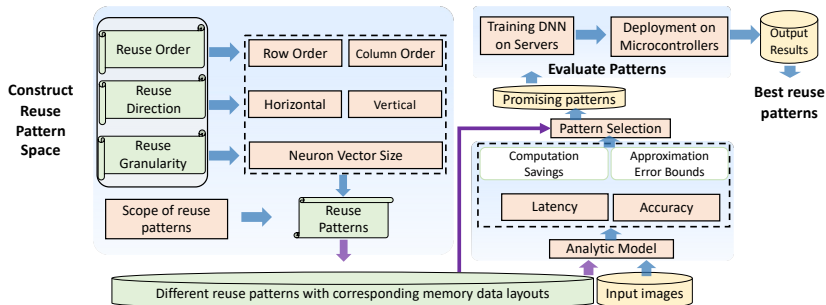 Construct
Reuse
Pattern
Space
Reuse Order
Reuse
Direction
Reuse
Granularity
Row Order
Column Order
Horizontal
Vertical
Neuron Vector Size
Scope of reuse
patterns
Reuse
Patterns
Different reuse patterns with corresponding memory data layouts
Training DNN
on Servers
Deployment on
Microcontrollers
Output
Results
Evaluate Patterns
Best reuse
patterns
Promising patterns
Pattern Selection
Computation
Savings
Approximation
Error Bounds
Latency
Accuracy
Analytic Model
Input images